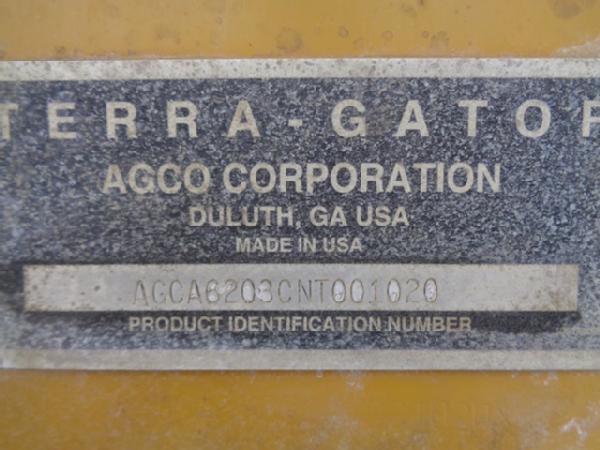 TERRA-GATOR
AGCO CORPORATION
DULUTH, GA USA
MADE IN USA
AGCA8203CNT001020
PRODUCT IDENTIFICATION NUMBER